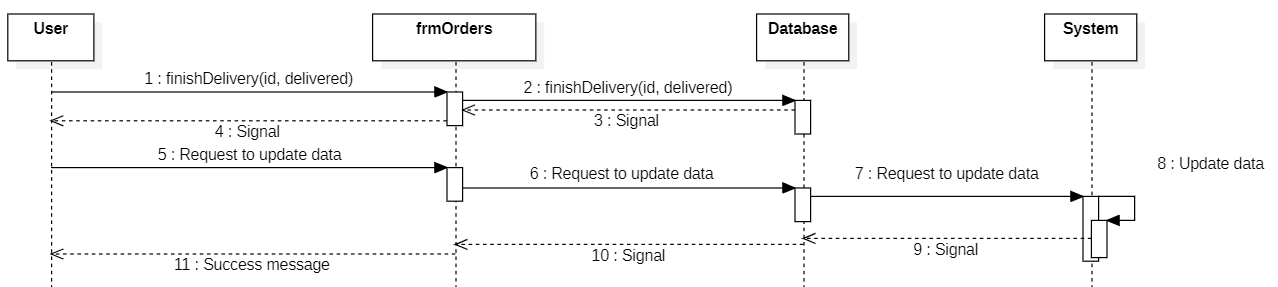 User
frmOrders
Database
System
1 : finishDelivery(id, delivered)
2 : finishDelivery(id, delivered)
3 : Signal
4 : Signal
5 : Request to update data
6 : Request to update data
7 : Request to update data
8 : Update data
9 : Signal
10 : Signal
11 : Success message